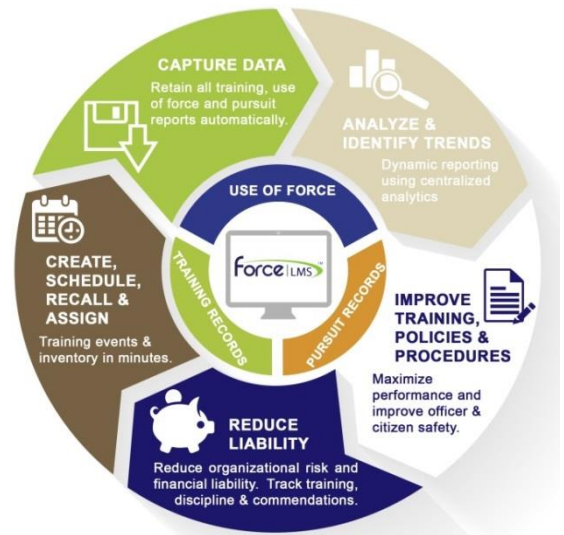 CAPTURE DATA
Retain all training, use
of force and pursuit
reports automatically.
ANALYZE &
IDENTIFY TRENDS
Dynamic reporting
using centralized
analytics
IMPROVE
TRAINING,
POLICIES &
PROCEDURES
Maximize
performance and
improve officer &
citizen safety.
REDUCE
LIABILITY
Reduce organizational risk and
financial liability. Track training,
discipline & commendations.
CREATE,
SCHEDULE,
RECALL &
ASSIGN
Training events &
inventory in minutes.
USE OF FORCE
PURSUIT RECORDS
TRAINING RECORDS
Force|LMS™